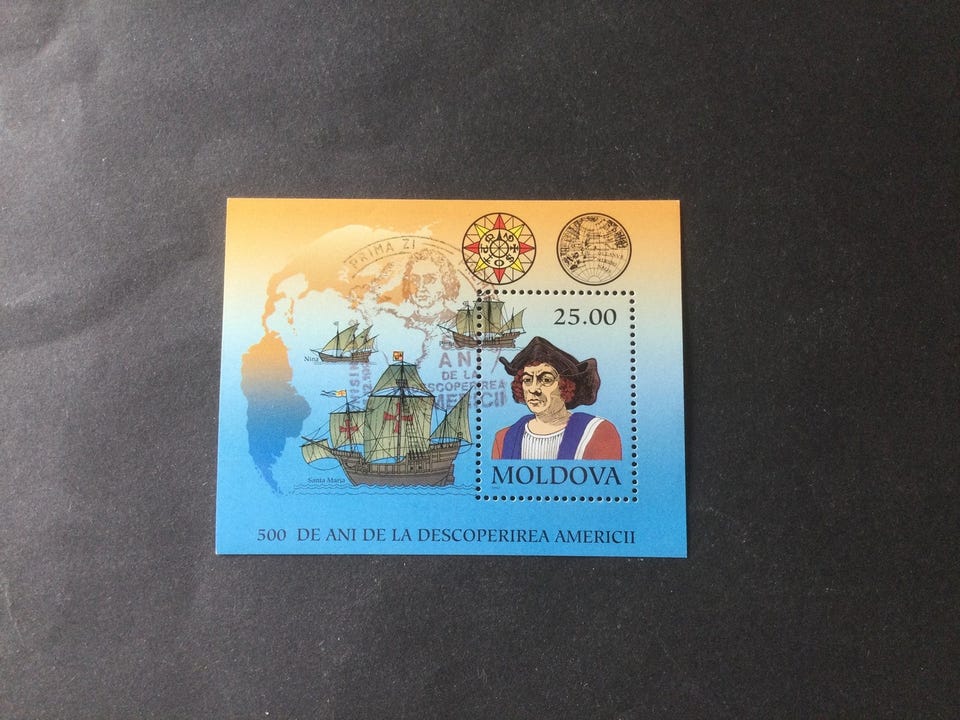 PRIMA ZI
25.00
Nina
ANI
DE LA
DESCOPERIREA
AMERICII
Santa Maria
MOLDOVA
500 DE ANI DE LA DESCOPERIREA AMERICII